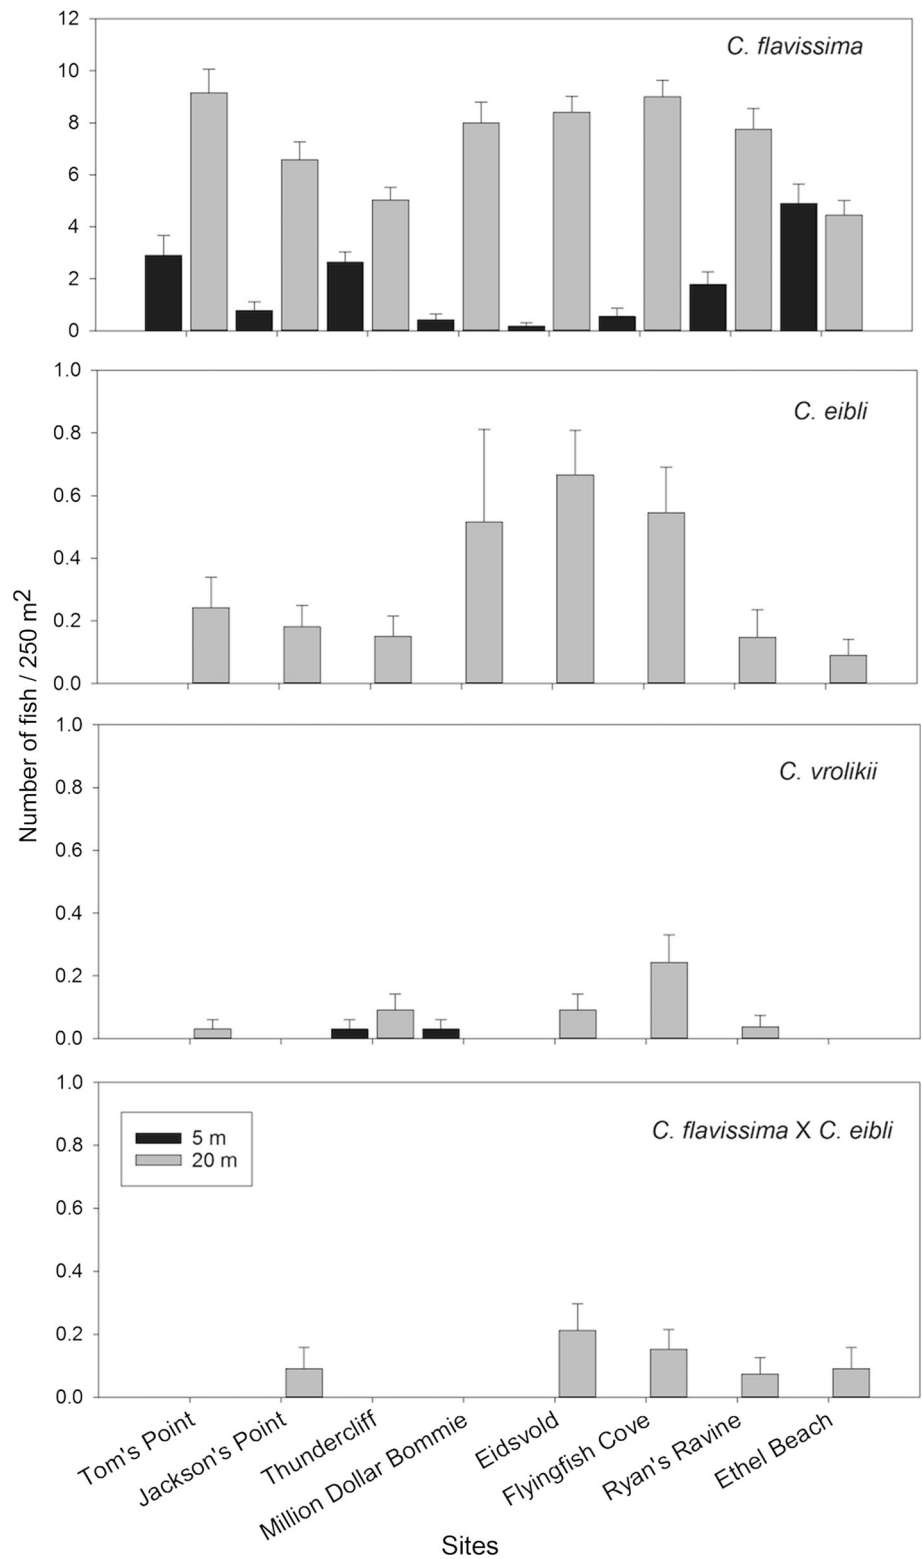 Number of fish / 250 m²
12
10
8
6
4
2
0
C. flavissima
1.0
0.8
0.6
0.4
0.2
0.0
C. eibli
1.0
0.8
0.6
0.4
0.2
0.0
C. vrolikii
1.0
0.8
0.6
0.4
0.2
0.0
C. flavissima X C. eibli
5 m
20 m
Tom's Point
Jackson's Point
Thundercliff
Million Dollar Bommie
Eidsvold
Flyingfish Cove
Ryan's Ravine
Ethel Beach
Sites